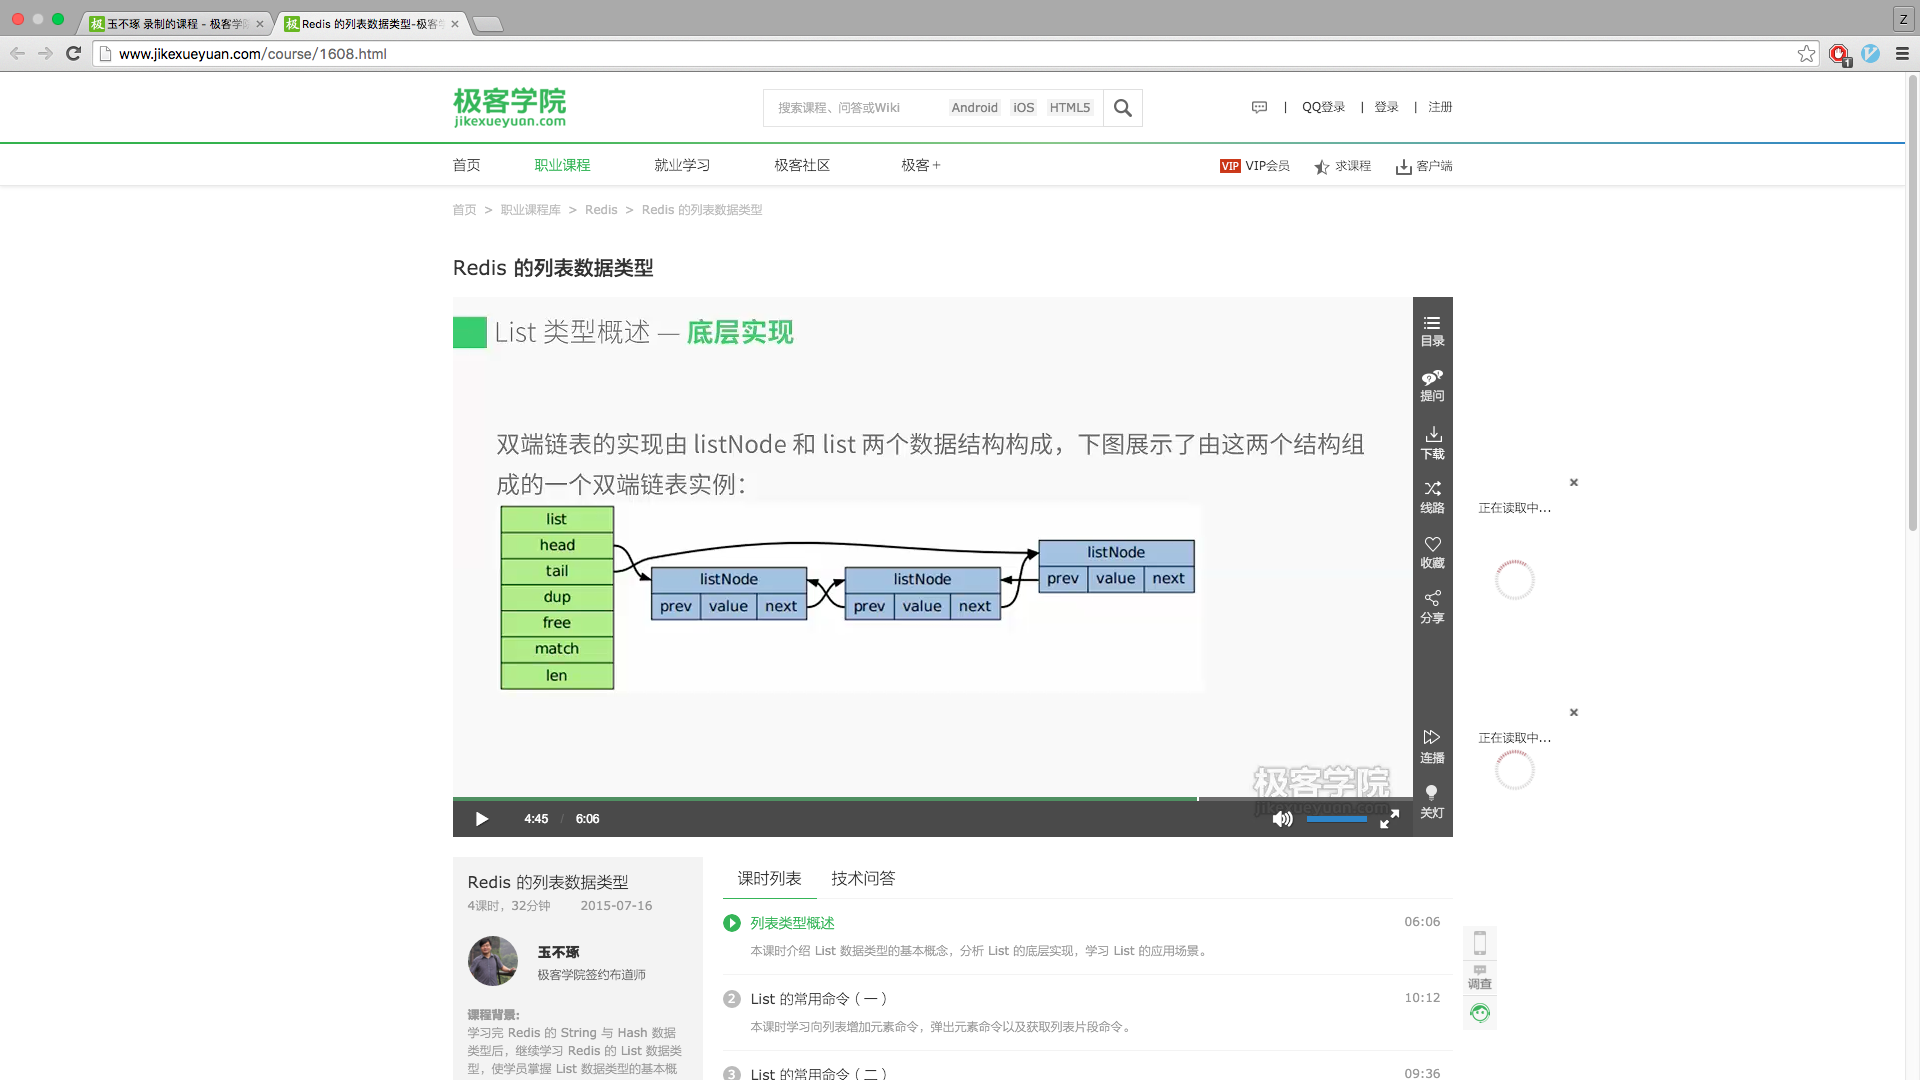 玉不琢 录制的课程 - 极客学院
Redis 的列表数据类型-极客学
Z
www.jikexueyuan.com/course/1608.html
极客学院
jikexueyuan.com
搜索课程、问答或Wiki Android iOS HTML5
QQ登录 | 登录 | 注册
首页 职业课程 就业学习 极客社区 极客+
VIP VIP会员 求课程 客户端
首页 > 职业课程库 > Redis > Redis 的列表数据类型
Redis 的列表数据类型
List 类型概述 — 底层实现
双端链表的实现由 listNode 和 list 两个数据结构构成，下图展示了由这两个结构组
成的一个双端链表实例：
list
head
tail
dup
free
match
len
listNode
prev value next
listNode
prev value next
listNode
prev value next
极客学院
jikexueyuan.com
目录
提问
下载
线路
收藏
分享
连播
关灯
4:45 / 6:06
正在读取中...
正在读取中...
Redis 的列表数据类型
4课时，32分钟 2015-07-16
玉不琢
极客学院签约布道师
课程背景：
学习完 Redis 的 String 与 Hash 数据
类型后，继续学习 Redis 的 List 数据类
型，使学员掌握 List 数据类型的基本概
课时列表 技术问答
列表类型概述 06:06
本课时介绍 List 数据类型的基本概念，分析 List 的底层实现，学习 List 的应用场景。
2 List 的常用命令（一） 10:12
本课时学习向列表增加元素命令，弹出元素命令以及获取列表片段命令。
3 List 的常用命令（二） 09:36
调查